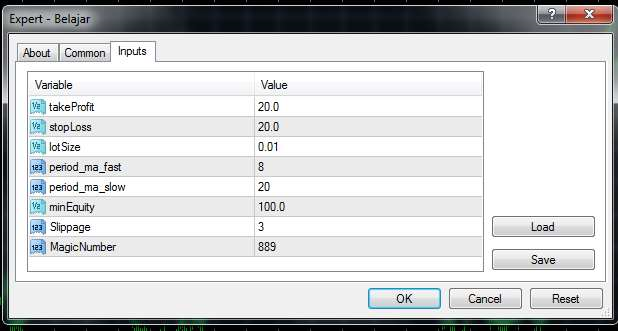 Expert - Belajar
?
About Common Inputs
Variable Value
takeProfit 20.0
stopLoss 20.0
lotSize 0.01
period_ma_fast 8
period_ma_slow 20
minEquity 100.0
Slippage 3
MagicNumber 889
Load
Save
OK Cancel Reset